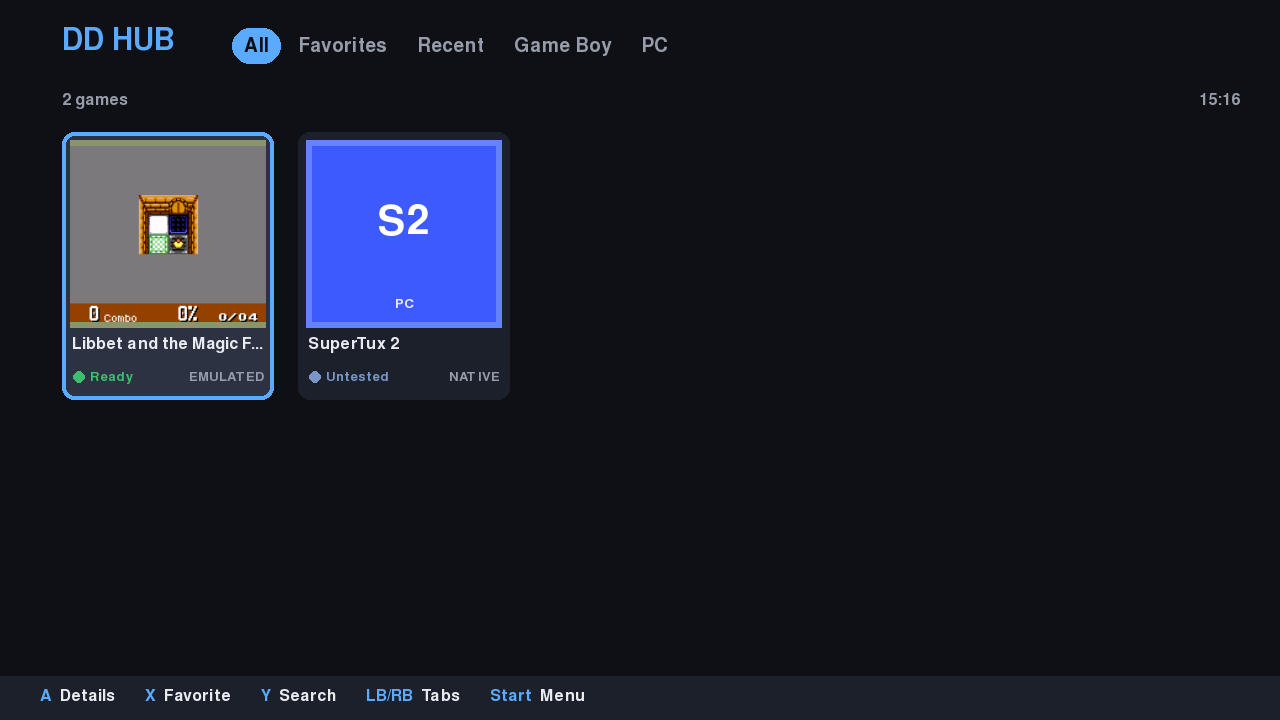 DD HUB
All Favorites Recent Game Boy PC
2 games 15:16
0 Combo 0% 0/04
S2
PC
Libbet and the Magic F... SuperTux 2
Ready EMULATED Untested NATIVE
A Details X Favorite Y Search LB/RB Tabs Start Menu